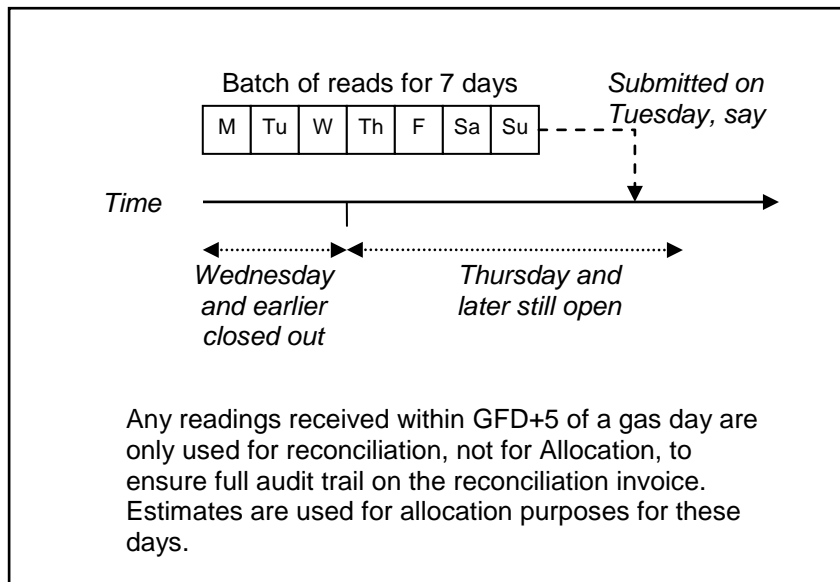 Batch of reads for 7 days
Submitted on
Tuesday, say
M Tu W Th F Sa Su
Time
Wednesday
and earlier
closed out
Thursday and
later still open
Any readings received within GFD+5 of a gas day are
only used for reconciliation, not for Allocation, to
ensure full audit trail on the reconciliation invoice.
Estimates are used for allocation purposes for these
days.